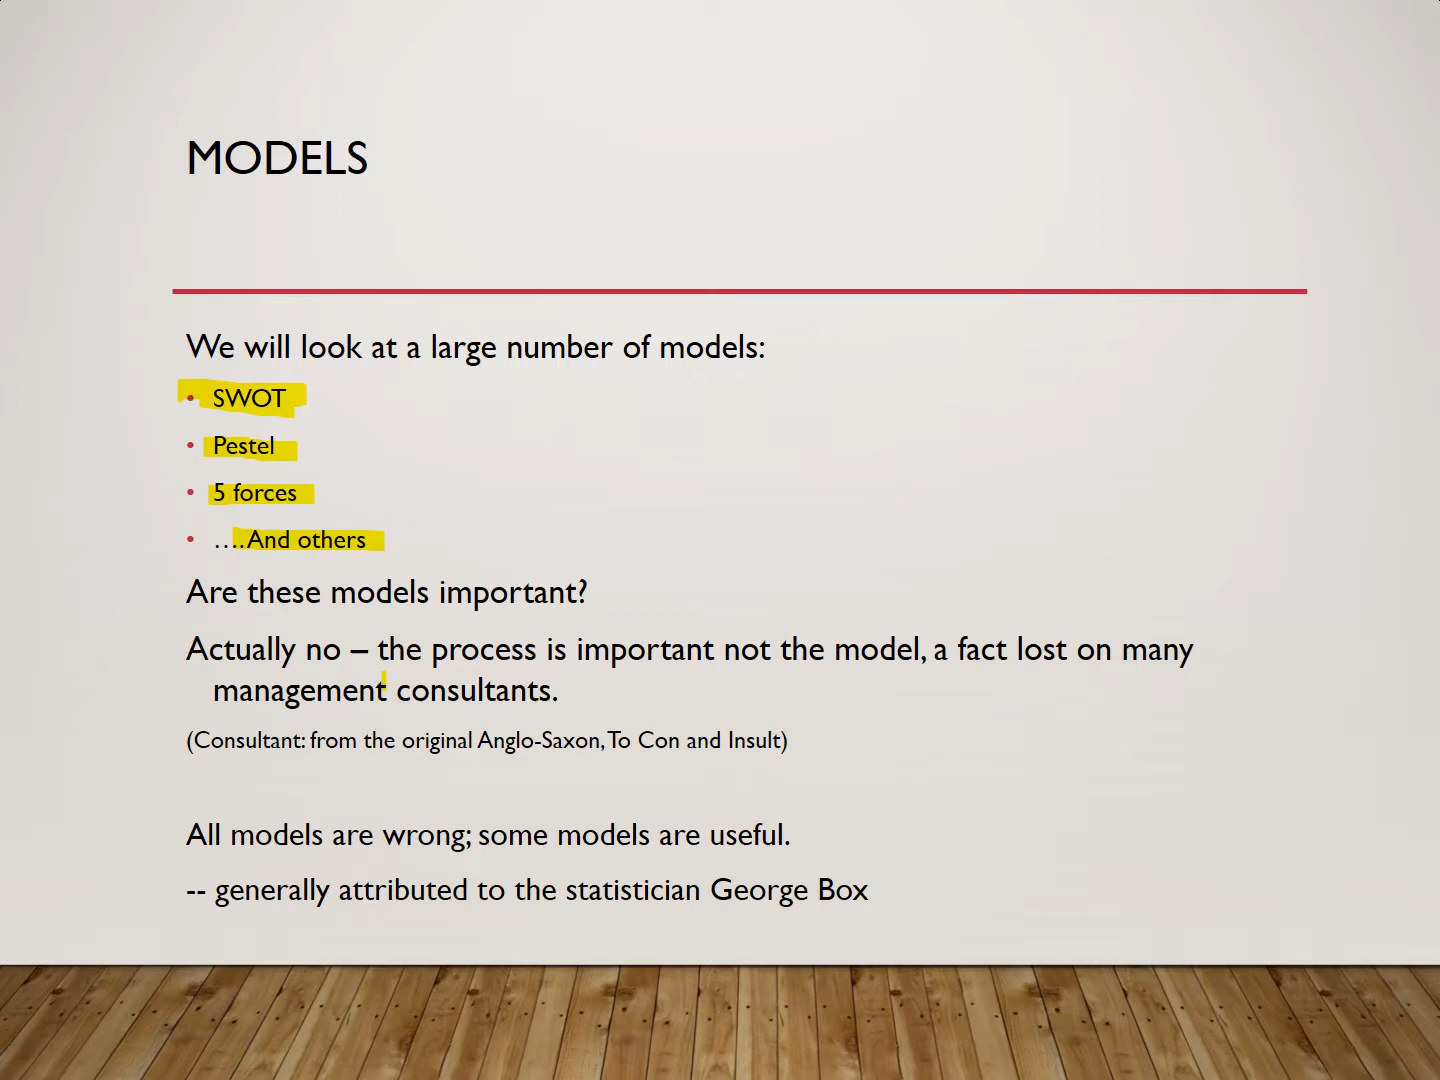 MODELS
We will look at a large number of models:
• SWOT
• Pestel
• 5 forces
• ….And others
Are these models important?
Actually no – the process is important not the model, a fact lost on many
management consultants.
(Consultant: from the original Anglo-Saxon, To Con and Insult)
All models are wrong; some models are useful.
-- generally attributed to the statistician George Box